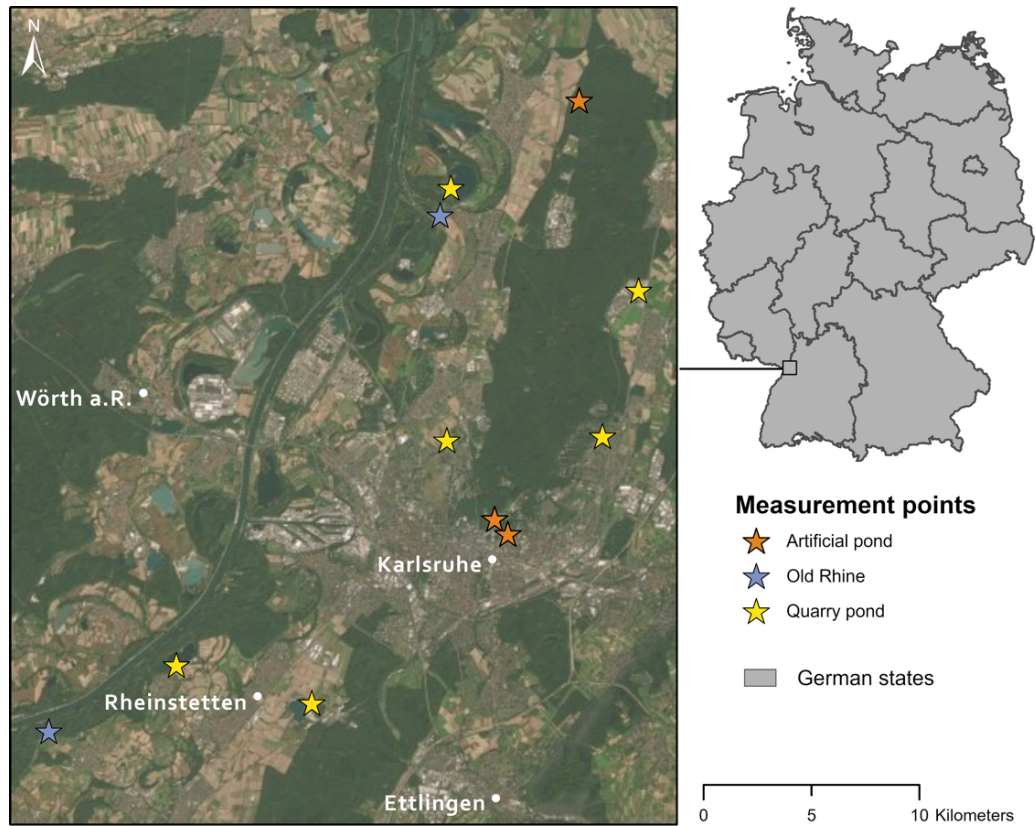 N
Wörth a.R.
Karlsruhe
Rheinstetten
Ettlingen
Measurement points
Artificial pond
Old Rhine
Quarry pond
German states
0 5 10 Kilometers